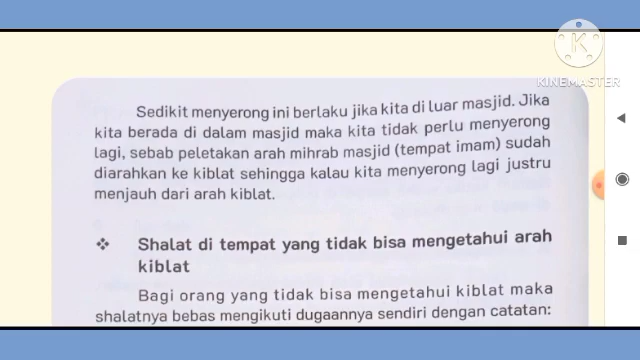 KINEMASTER
Sedikit menyerong ini berlaku jika kita di luar masjid. Jika
kita berada di dalam masjid maka kita tidak perlu menyerong
lagi, sebab peletakan arah mihrab masjid (tempat imam) sudah
diarahkan ke kiblat sehingga kalau kita menyerong lagi justru
menjauh dari arah kiblat.
❖ Shalat di tempat yang tidak bisa mengetahui arah
kiblat
Bagi orang yang tidak bisa mengetahui kiblat maka
shalatnya bebas mengikuti dugaannya sendiri dengan catatan: